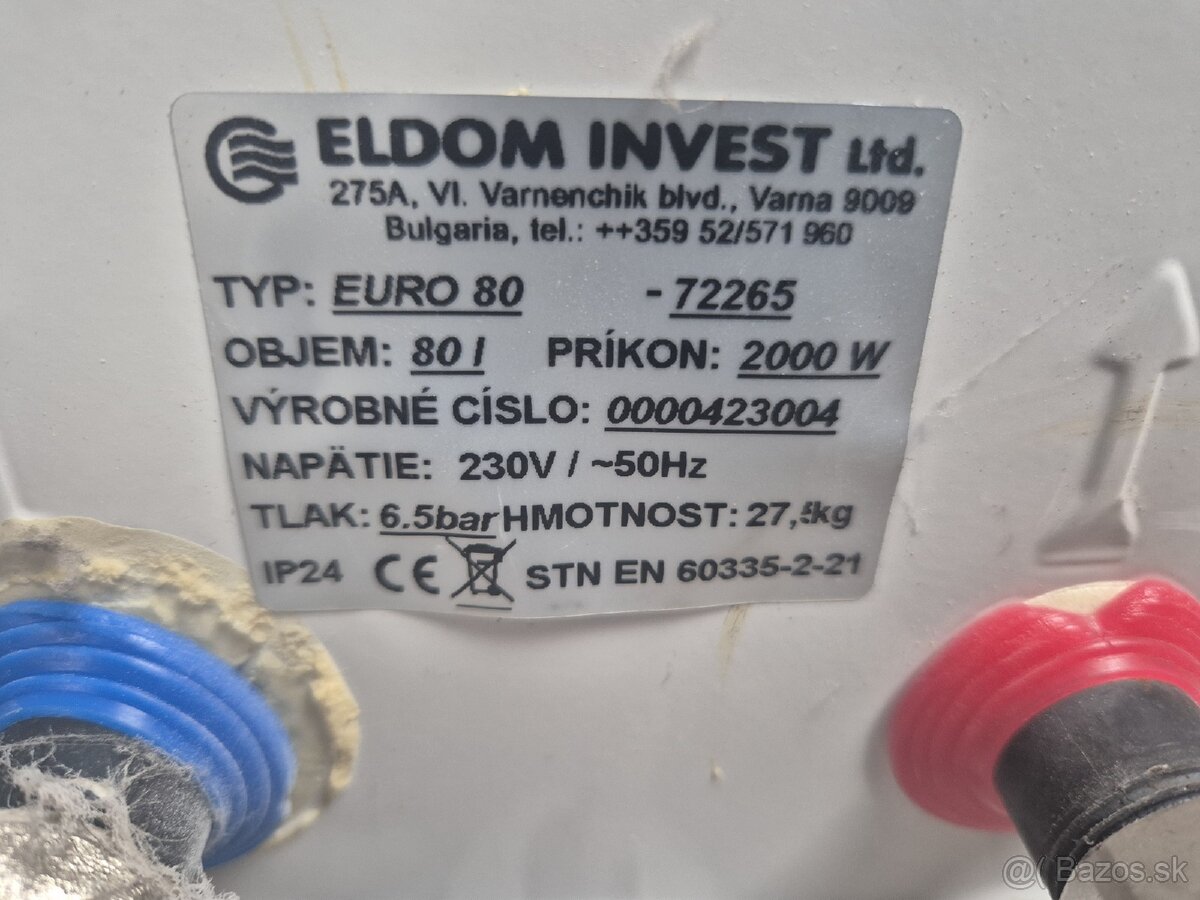 ELDOM INVEST Ltd.
275A, Vl. Varnenchik blvd., Varna 9009
Bulgaria, tel.: ++359 52/571 960
TYP: EURO 80 - 72265
OBJEM: 80 l PRÍKON: 2000 W
VÝROBNÉ CÍSLO: 0000423004
NAPÄTIE: 230V / ~50Hz
TLAK: 6.5bar HMOTNOST: 27,5kg
IP24 CE STN EN 60335-2-21
@( Bazos.sk